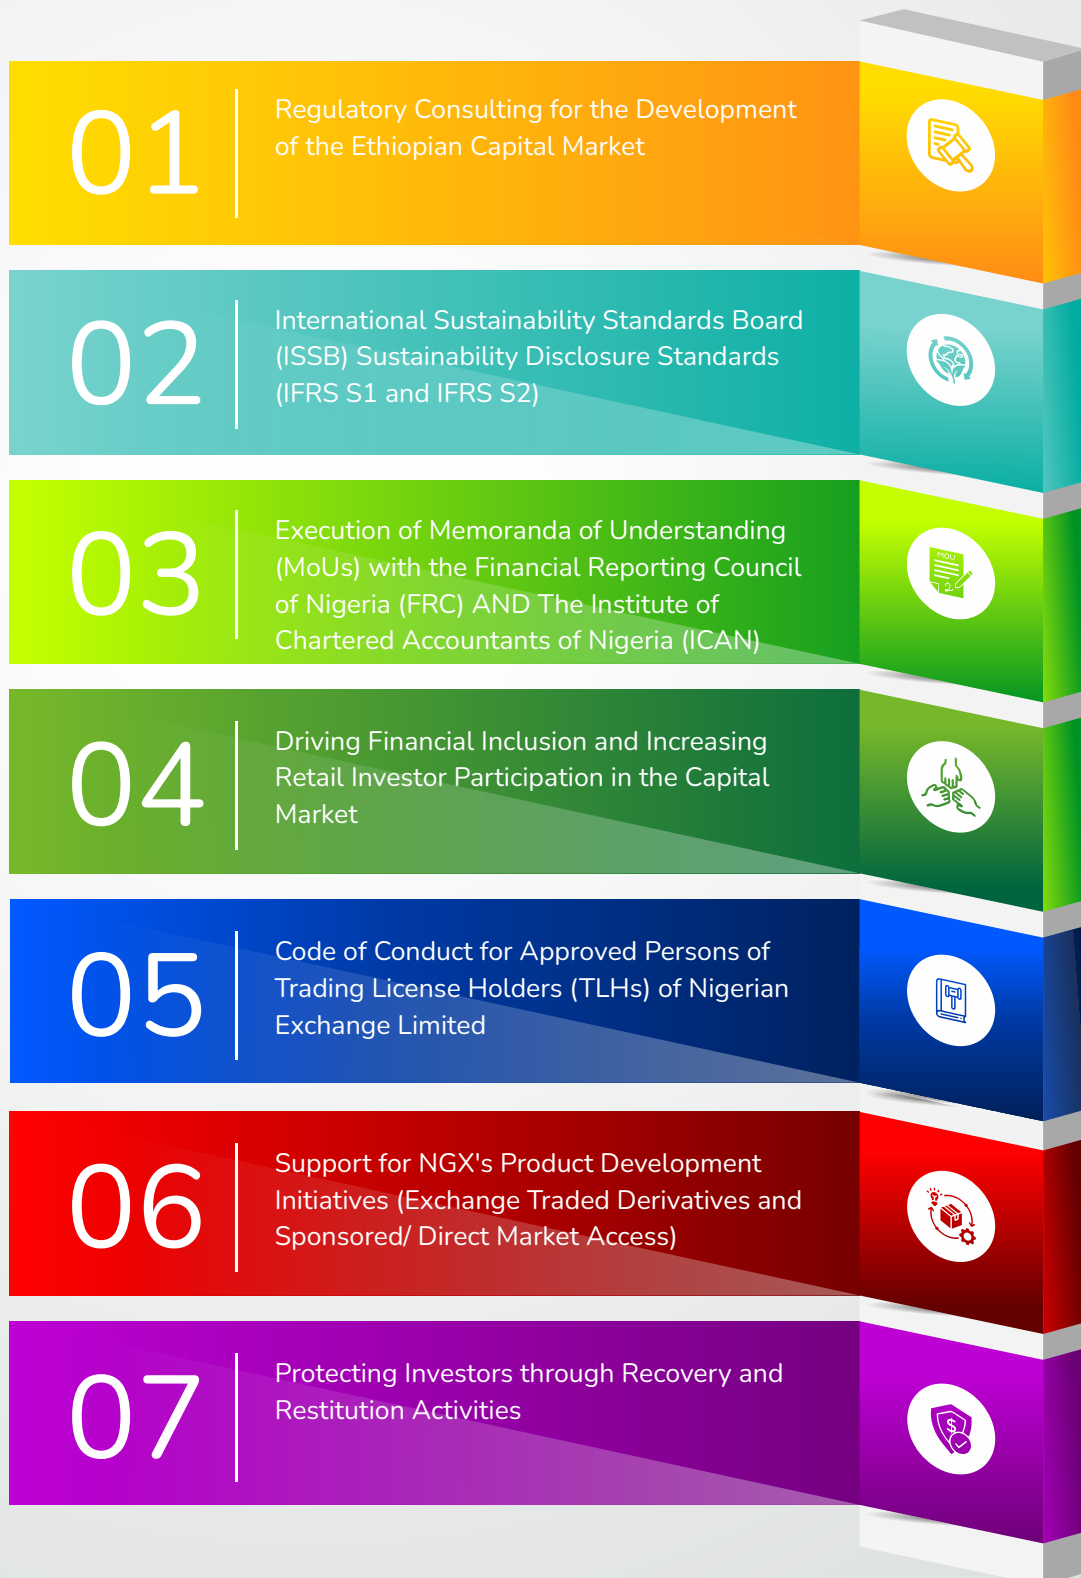 01
Regulatory Consulting for the Development
of the Ethiopian Capital Market
02
International Sustainability Standards Board
(ISSB) Sustainability Disclosure Standards
(IFRS S1 and IFRS S2)
03
Execution of Memoranda of Understanding
(MoUs) with the Financial Reporting Council
of Nigeria (FRC) AND The Institute of
Chartered Accountants of Nigeria (ICAN)
MOU
04
Driving Financial Inclusion and Increasing
Retail Investor Participation in the Capital
Market
05
Code of Conduct for Approved Persons of
Trading License Holders (TLHs) of Nigerian
Exchange Limited
06
Support for NGX's Product Development
Initiatives (Exchange Traded Derivatives and
Sponsored/ Direct Market Access)
07
Protecting Investors through Recovery and
Restitution Activities
$